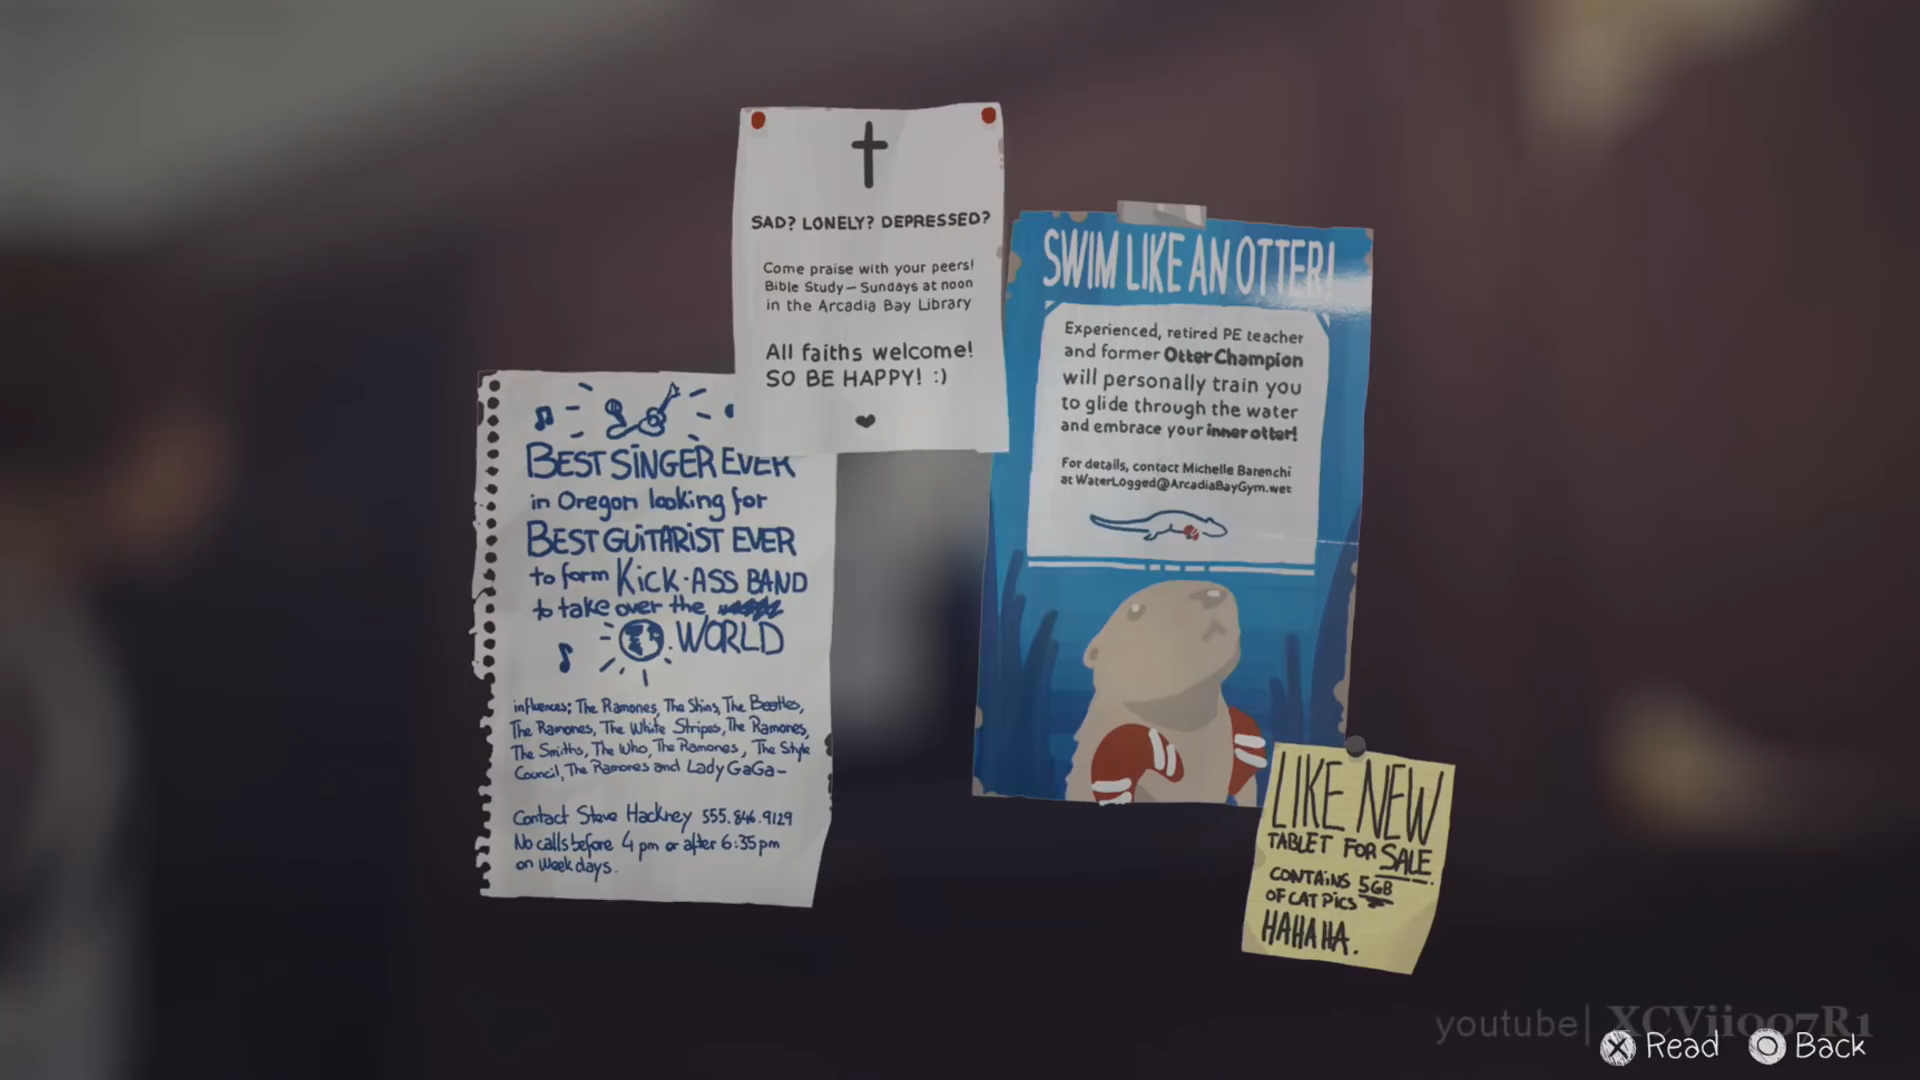 SAD? LONELY? DEPRESSED?
Come praise with your peers!
Bible Study – Sundays at noon
in the Arcadia Bay Library
All faiths welcome!
SO BE HAPPY! :)
SWIM LIKE AN OTTER!
Experienced, retired PE teacher
and former Otter Champion
will personally train you
to glide through the water
and embrace your inner otter!
For details, contact Michelle Barenchi
at WaterLogged@ArcadiaBayGym.wet
BEST SINGER EVER
in Oregon looking for
BEST GUiTARiST EVER
to form KicK-ASS BAND
to take over the
WORLD
influences; The Ramones, The Shins, The Beatles,
The Ramones, The White Stripes, The Ramones,
The Smiths, The Who, The Ramones, The Style
Council, The Ramones and Lady GaGa–
Contact Steve Hackney 555.846.9129
No calls before 4 pm or after 6:35 pm
on weekdays.
LIKE NEW
TABLET FOR SALE.
CONTAiNS 5GB
OF CAT PiCS
HAHAHA.
youtube| XCVii007R1
Read Back